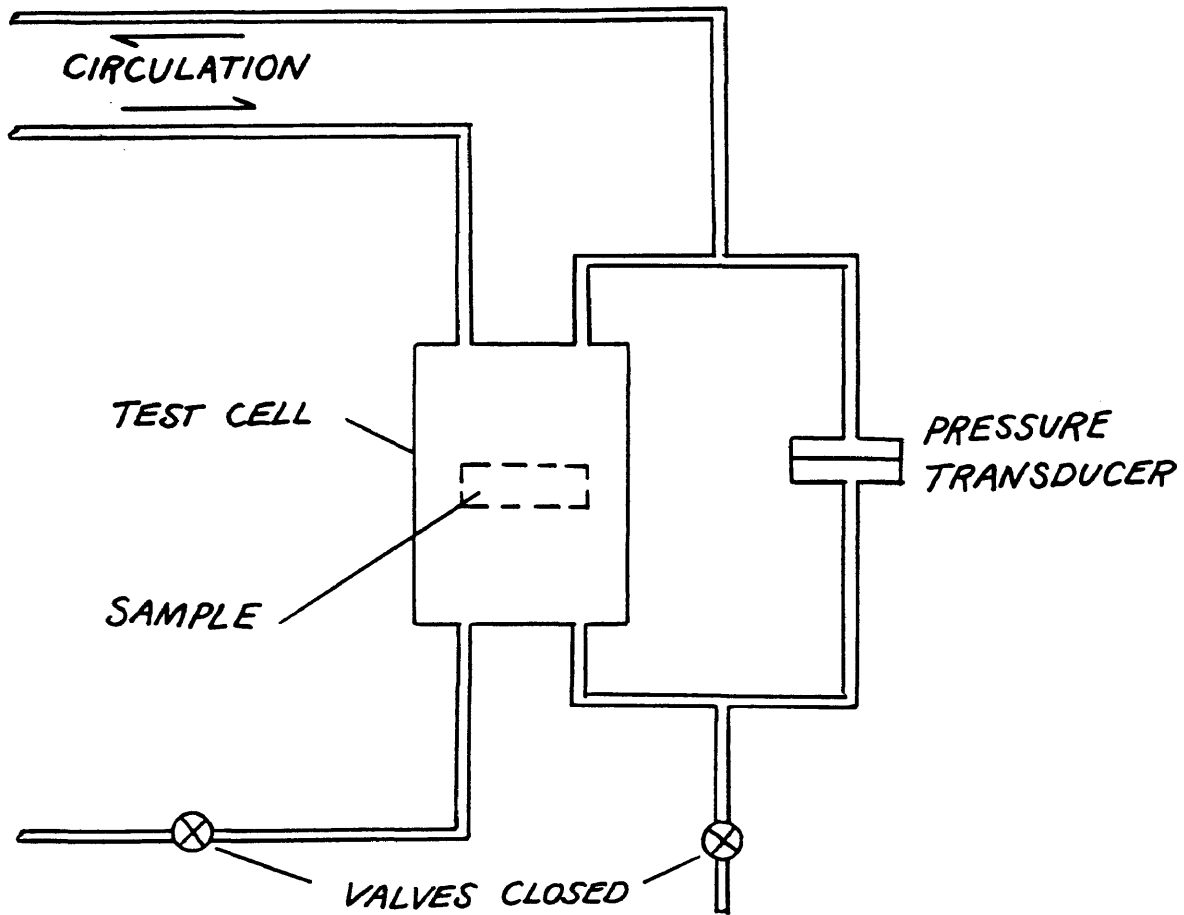 CIRCULATION
TEST CELL
PRESSURE
TRANSDUCER
SAMPLE
VALVES CLOSED